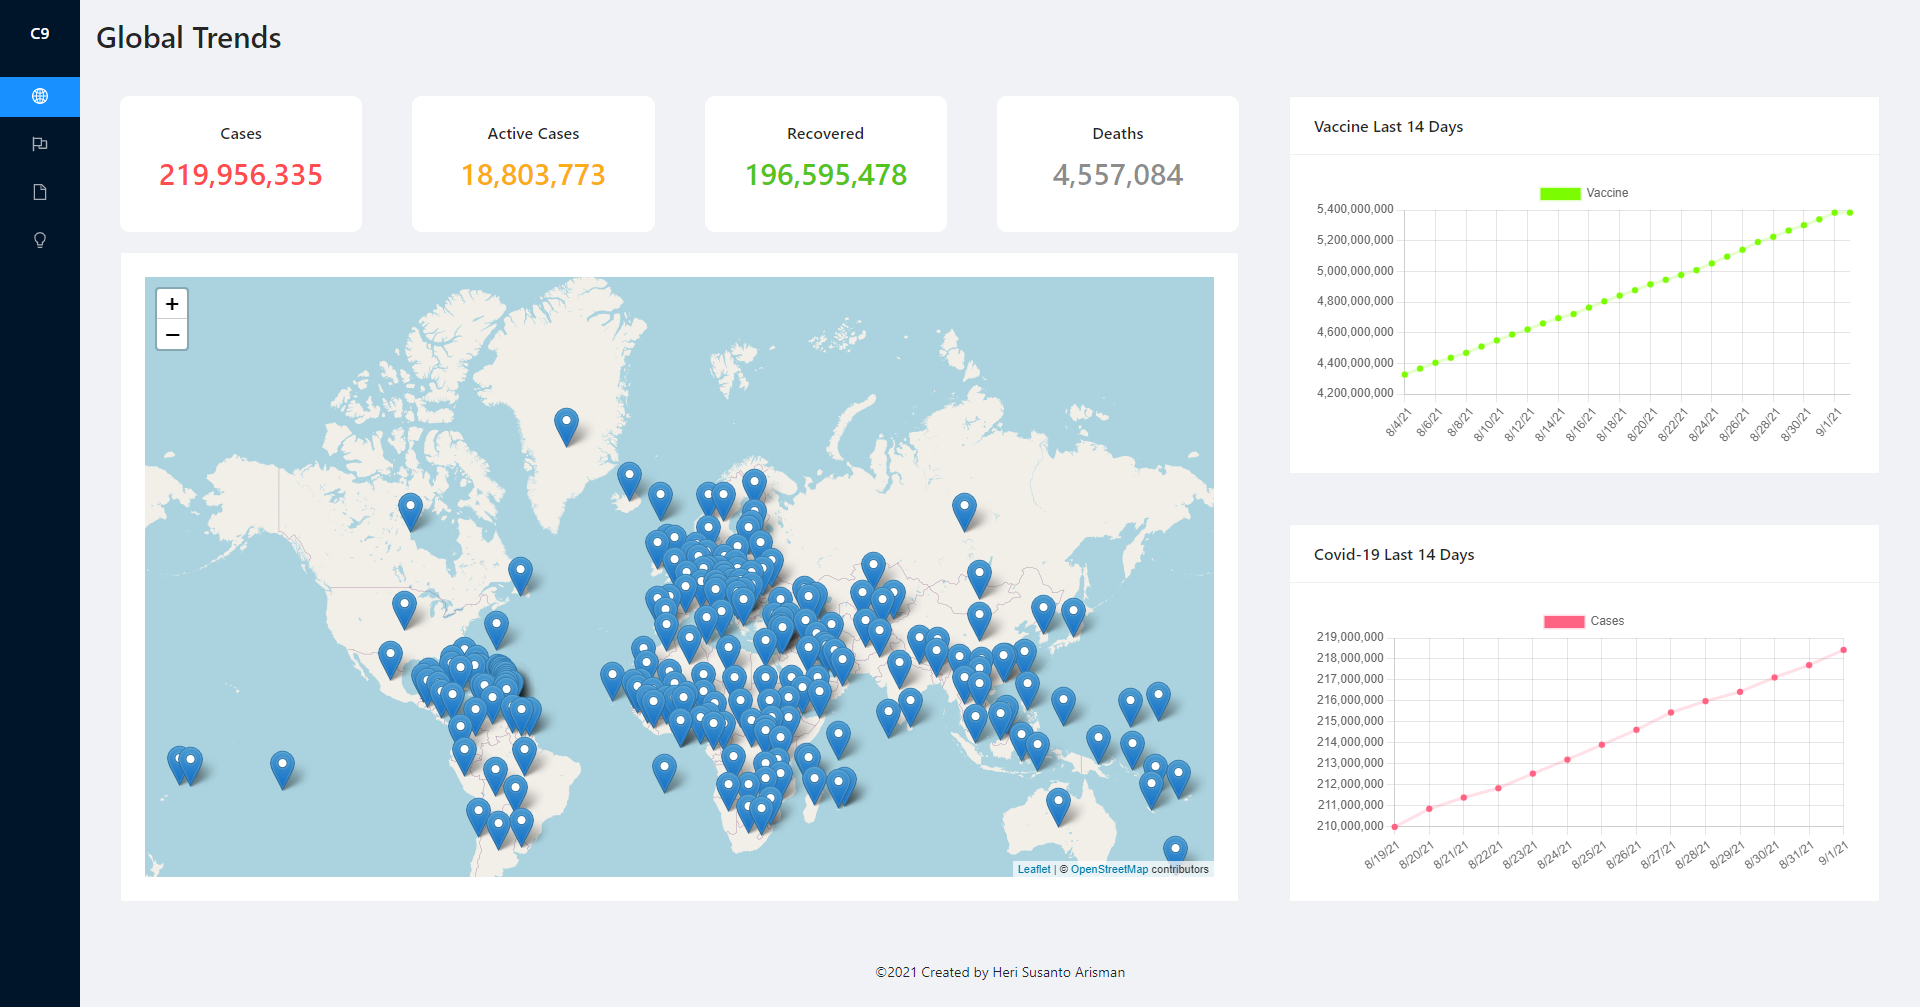 C9
Global Trends
Cases
219,956,335
Active Cases
18,803,773
Recovered
196,595,478
Deaths
4,557,084
+
−
Leaflet | © OpenStreetMap contributors
Vaccine Last 14 Days
Vaccine
5,400,000,000
5,200,000,000
5,000,000,000
4,800,000,000
4,600,000,000
4,400,000,000
4,200,000,000
8/4/21 8/6/21 8/8/21 8/10/21 8/12/21 8/14/21 8/16/21 8/18/21 8/20/21 8/22/21 8/24/21 8/26/21 8/28/21 8/30/21 9/1/21
Covid-19 Last 14 Days
Cases
219,000,000
218,000,000
217,000,000
216,000,000
215,000,000
214,000,000
213,000,000
212,000,000
211,000,000
210,000,000
8/19/21 8/20/21 8/21/21 8/22/21 8/23/21 8/24/21 8/25/21 8/26/21 8/27/21 8/28/21 8/29/21 8/30/21 8/31/21 9/1/21
©2021 Created by Heri Susanto Arisman